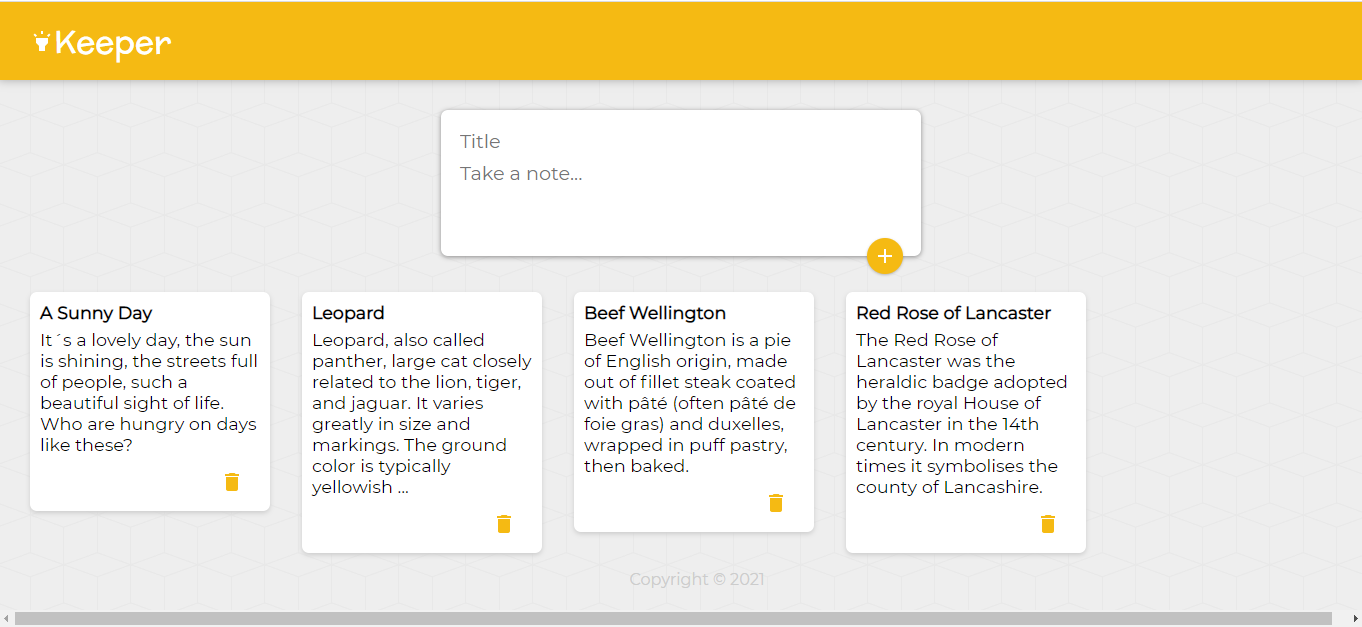 Keeper
Title
Take a note...
A Sunny Day
It´s a lovely day, the sun
is shining, the streets full
of people, such a
beautiful sight of life.
Who are hungry on days
like these?
Leopard
Leopard, also called
panther, large cat closely
related to the lion, tiger,
and jaguar. It varies
greatly in size and
markings. The ground
color is typically
yellowish ...
Beef Wellington
Beef Wellington is a pie
of English origin, made
out of fillet steak coated
with pâté (often pâté de
foie gras) and duxelles,
wrapped in puff pastry,
then baked.
Red Rose of Lancaster
The Red Rose of
Lancaster was the
heraldic badge adopted
by the royal House of
Lancaster in the 14th
century. In modern
times it symbolises the
county of Lancashire.
Copyright © 2021